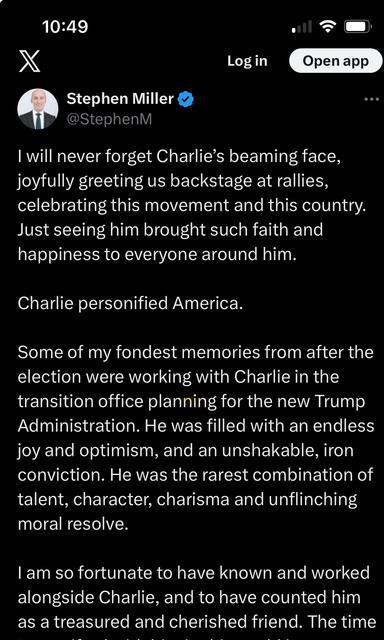 10:49
Log in
Open app
Stephen Miller
@StephenM
I will never forget Charlie’s beaming face,
joyfully greeting us backstage at rallies,
celebrating this movement and this country.
Just seeing him brought such faith and
happiness to everyone around him.
Charlie personified America.
Some of my fondest memories from after the
election were working with Charlie in the
transition office planning for the new Trump
Administration. He was filled with an endless
joy and optimism, and an unshakable, iron
conviction. He was the rarest combination of
talent, character, charisma and unflinching
moral resolve.
I am so fortunate to have known and worked
alongside Charlie, and to have counted him
as a treasured and cherished friend. The time